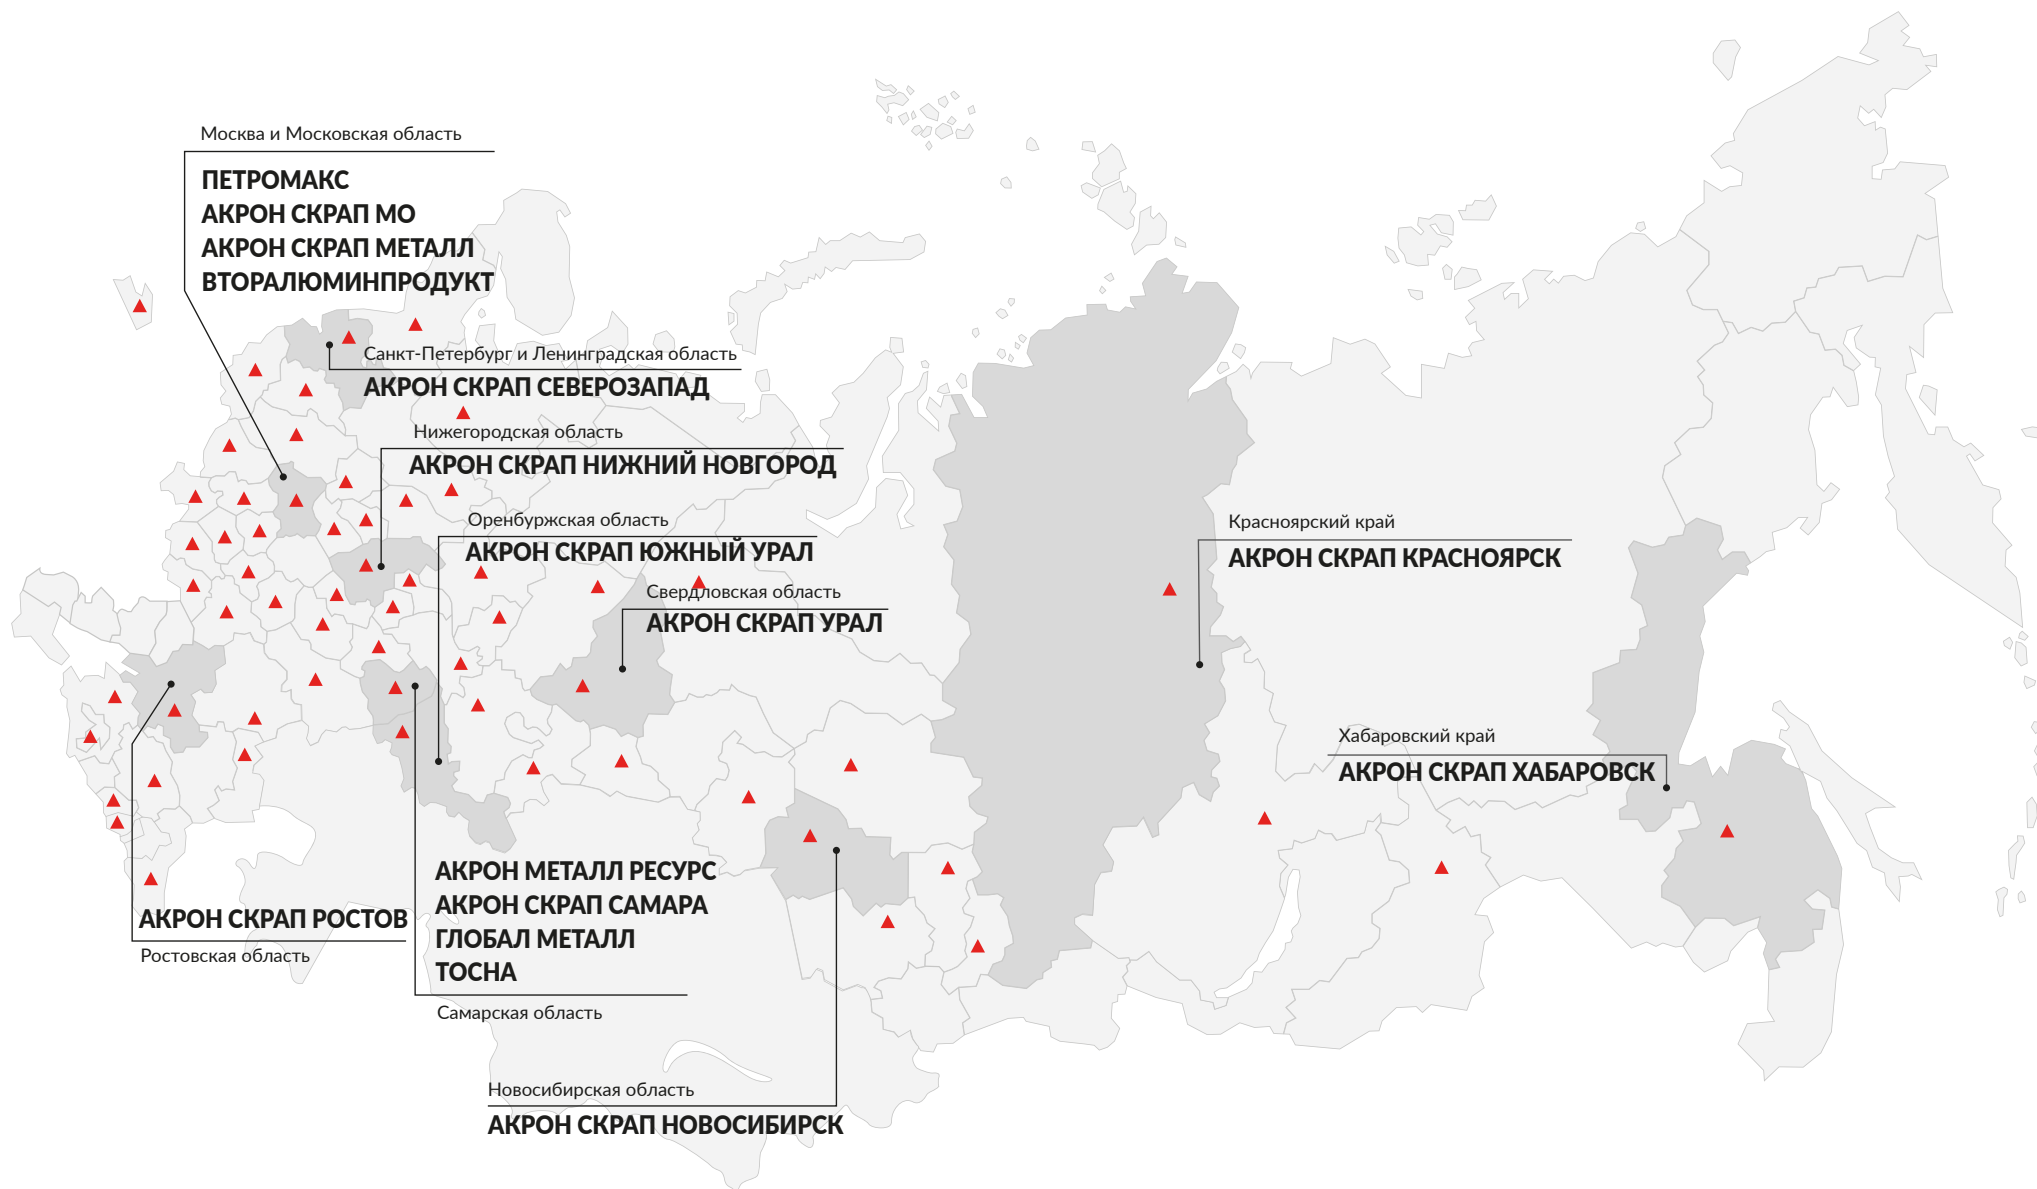 Москва и Московская область
ПЕТРОМАКС
АКРОН СКРАП МО
АКРОН СКРАП МЕТАЛЛ
ВТОРАЛЮМИНПРОДУКТ
Санкт-Петербург и Ленинградская область
АКРОН СКРАП СЕВЕРОЗАПАД
Нижегородская область
АКРОН СКРАП НИЖНИЙ НОВГОРОД
Оренбуржская область
АКРОН СКРАП ЮЖНЫЙ УРАЛ
Свердловская область
АКРОН СКРАП УРАЛ
Красноярский край
АКРОН СКРАП КРАСНОЯРСК
Хабаровский край
АКРОН СКРАП ХАБАРОВСК
АКРОН СКРАП РОСТОВ
Ростовская область
АКРОН МЕТАЛЛ РЕСУРС
АКРОН СКРАП САМАРА
ГЛОБАЛ МЕТАЛЛ
ТОСНА
Самарская область
Новосибирская область
АКРОН СКРАП НОВОСИБИРСК